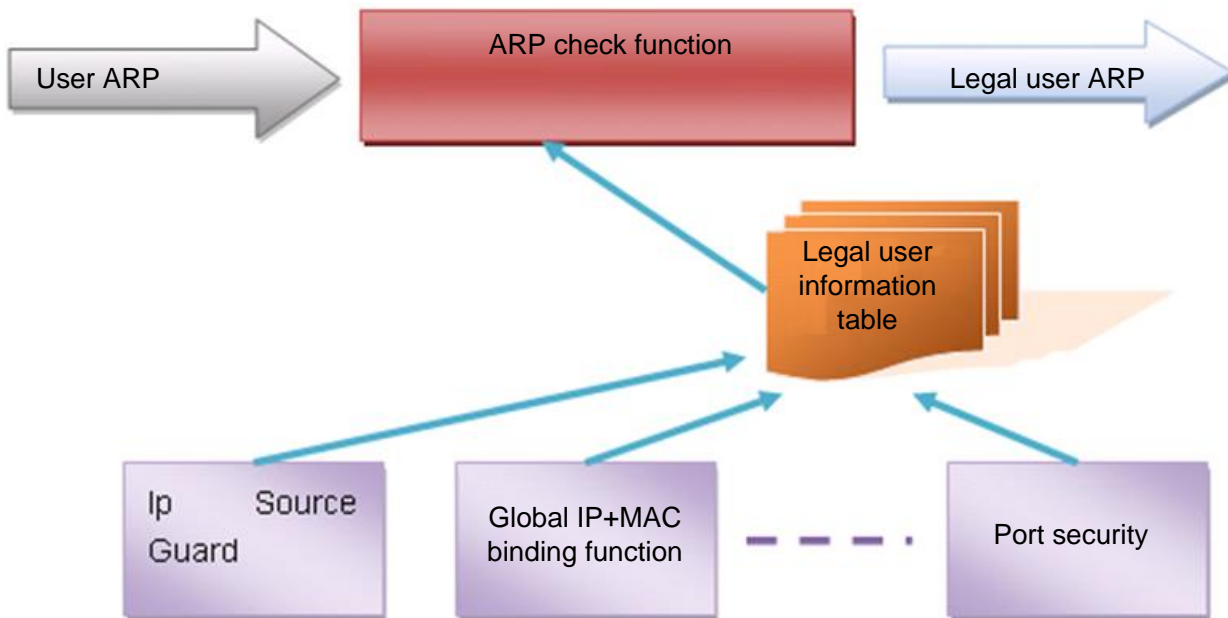 ARP check function
User ARP
Legal user ARP
Legal user
information
table
Ip Source
Guard
Global IP+MAC
binding function
Port security